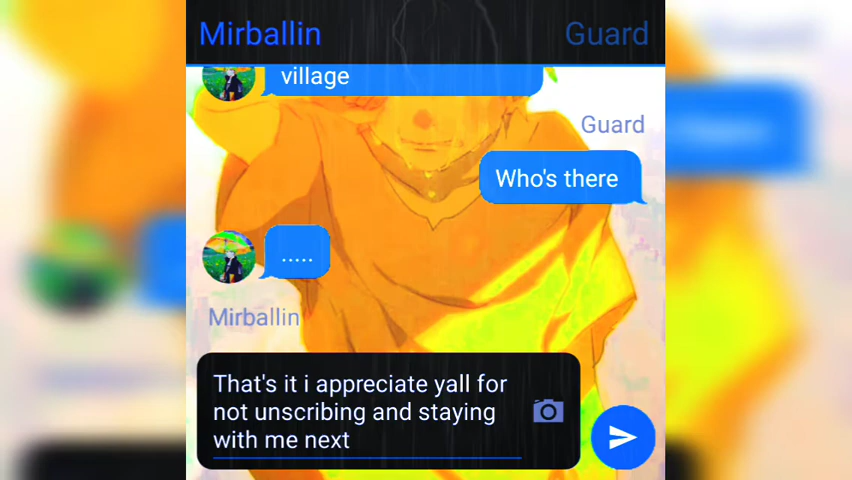 Mirballin Guard
village
Guard
Who's there
.....
Mirballin
That's it i appreciate yall for
not unscribing and staying
with me next